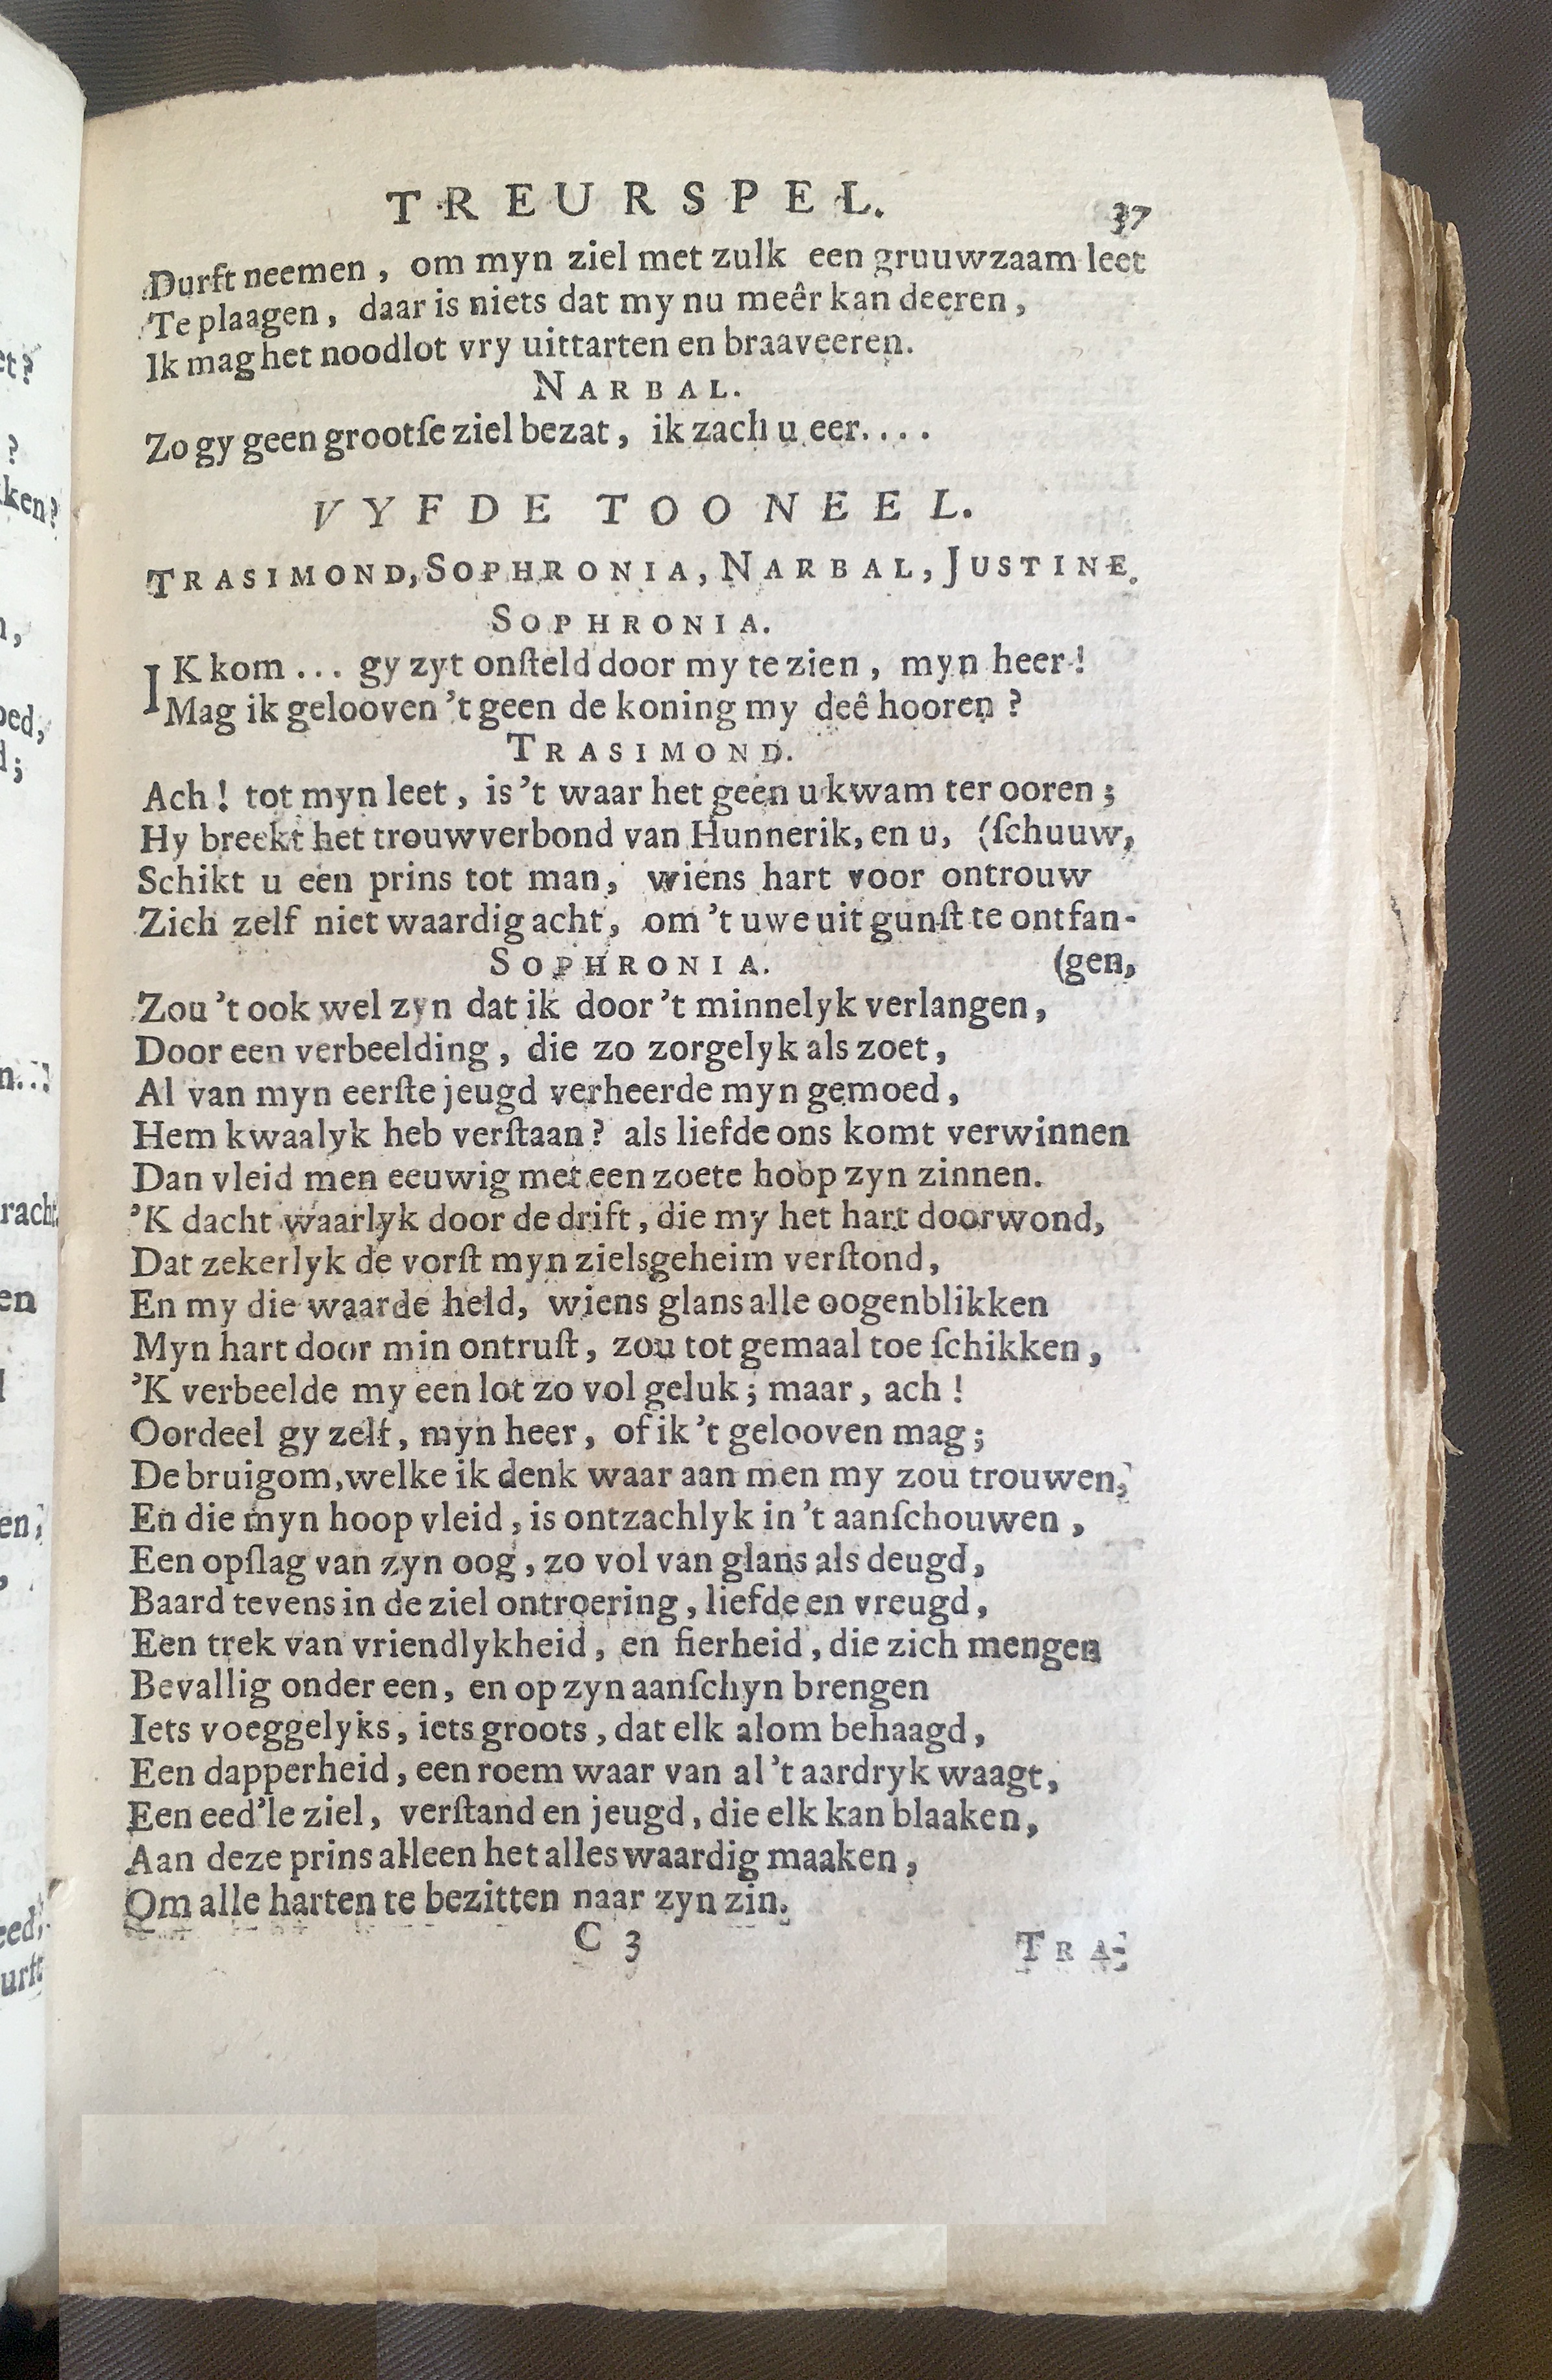 TREURSPEL. 37
Durft neemen, om myn ziel met zulk een gruuwzaam leet
Te plaagen, daar is niets dat my nu meêr kan deeren,
Ik mag het noodlot vry uittarten en braaveeren.
NARBAL.
Zo gy geen grootſe ziel bezat, ik zach u eer....
VYFDE TOONEEL.
TRASIMOND, SOPHRONIA, NARBAL, JUSTINE.
SOPHRONIA.
IK kom... gy zyt onſteld door my te zien, myn heer!
Mag ik gelooven 't geen de koning my deê hooren?
TRASIMOND.
Ach! tot myn leet, is 't waar het geen u kwam ter ooren;
Hy breekt het trouwverbond van Hunnerik, en u, (ſchuuw,
Schikt u een prins tot man, wiens hart voor ontrouw
Zich zelf niet waardig acht, om 't uwe uit gunſt te ontfan-
SOPHRONIA. (gen,
Zou 't ook wel zyn dat ik door 't minnelyk verlangen,
Door een verbeelding, die zo zorgelyk als zoet,
Al van myn eerſte jeugd verheerde myn gemoed,
Hem kwaalyk heb verſtaan? als liefde ons komt verwinnen
Dan vleid men eeuwig met een zoete hoop zyn zinnen.
'K dacht waarlyk door de drift, die my het hart doorwond,
Dat zekerlyk de vorſt myn zielsgeheim verſtond,
En my die waarde held, wiens glans alle oogenblikken
Myn hart door min ontruſt, zou tot gemaal toe ſchikken,
'K verbeelde my een lot zo vol geluk; maar, ach!
Oordeel gy zelf, myn heer, of ik 't gelooven mag;
De bruigom, welke ik denk waar aan men my zou trouwen,
En die myn hoop vleid, is ontzachlyk in 't aanſchouwen,
Een opſlag van zyn oog, zo vol van glans als deugd,
Baard tevens in de ziel ontroering, liefde en vreugd,
Een trek van vriendlykheid, en fierheid, die zich mengen
Bevallig onder een, en op zyn aanſchyn brengen
Iets voeggelyks, iets groots, dat elk alom behaagd,
Een dapperheid, een roem waar van al 't aardryk waagt,
Een eed'le ziel, verſtand en jeugd, die elk kan blaaken,
Aan deze prins alleen het alles waardig maaken,
Om alle harten te bezitten naar zyn zin.
C 3 TRA-